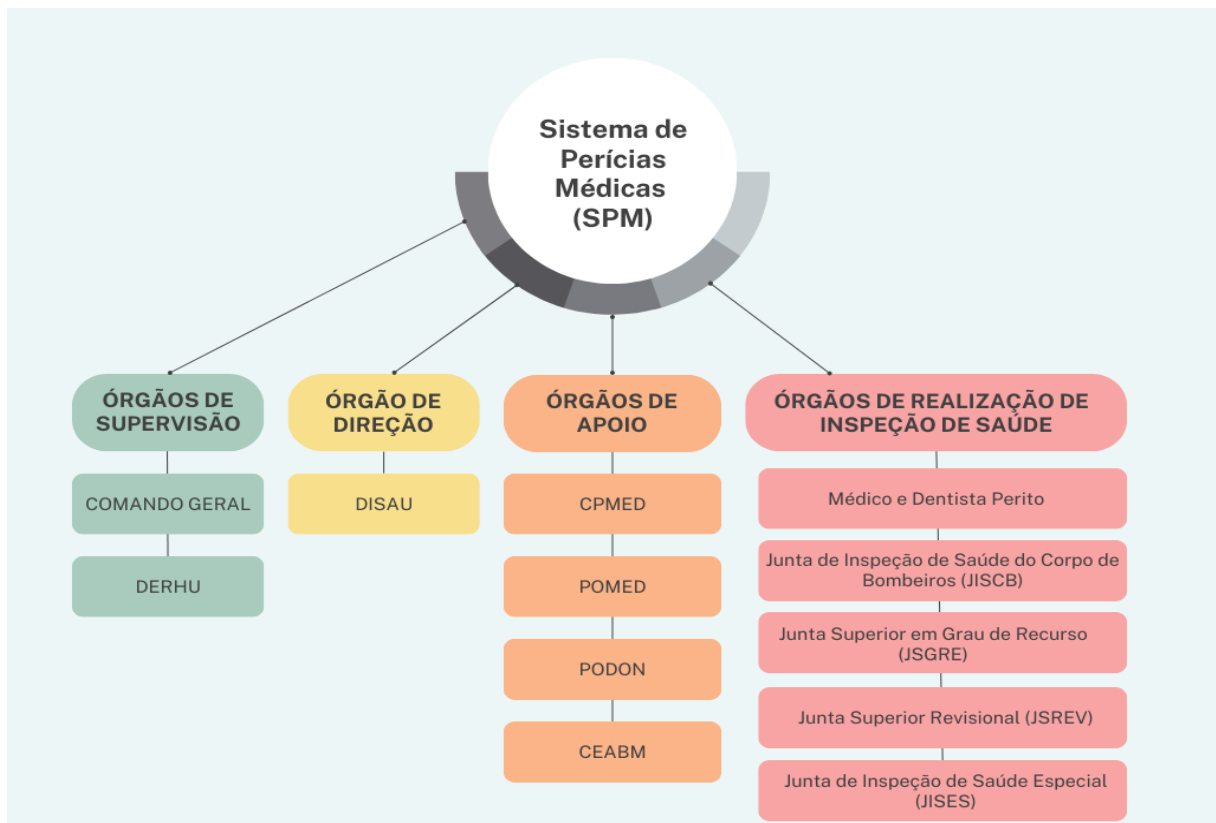 Sistema de
Perícias
Médicas
(SPM)
ÓRGÃOS DE
SUPERVISÃO
COMANDO GERAL
DERHU
ÓRGÃO DE
DIREÇÃO
DISAU
ÓRGÃOS DE
APOIO
CPMED
POMED
PODON
CEABM
ÓRGÃOS DE REALIZAÇÃO DE
INSPEÇÃO DE SAÚDE
Médico e Dentista Perito
Junta de Inspeção de Saúde do Corpo de
Bombeiros (JISCB)
Junta Superior em Grau de Recurso
(JSGRE)
Junta Superior Revisional (JSREV)
Junta de Inspeção de Saúde Especial
(JISES)